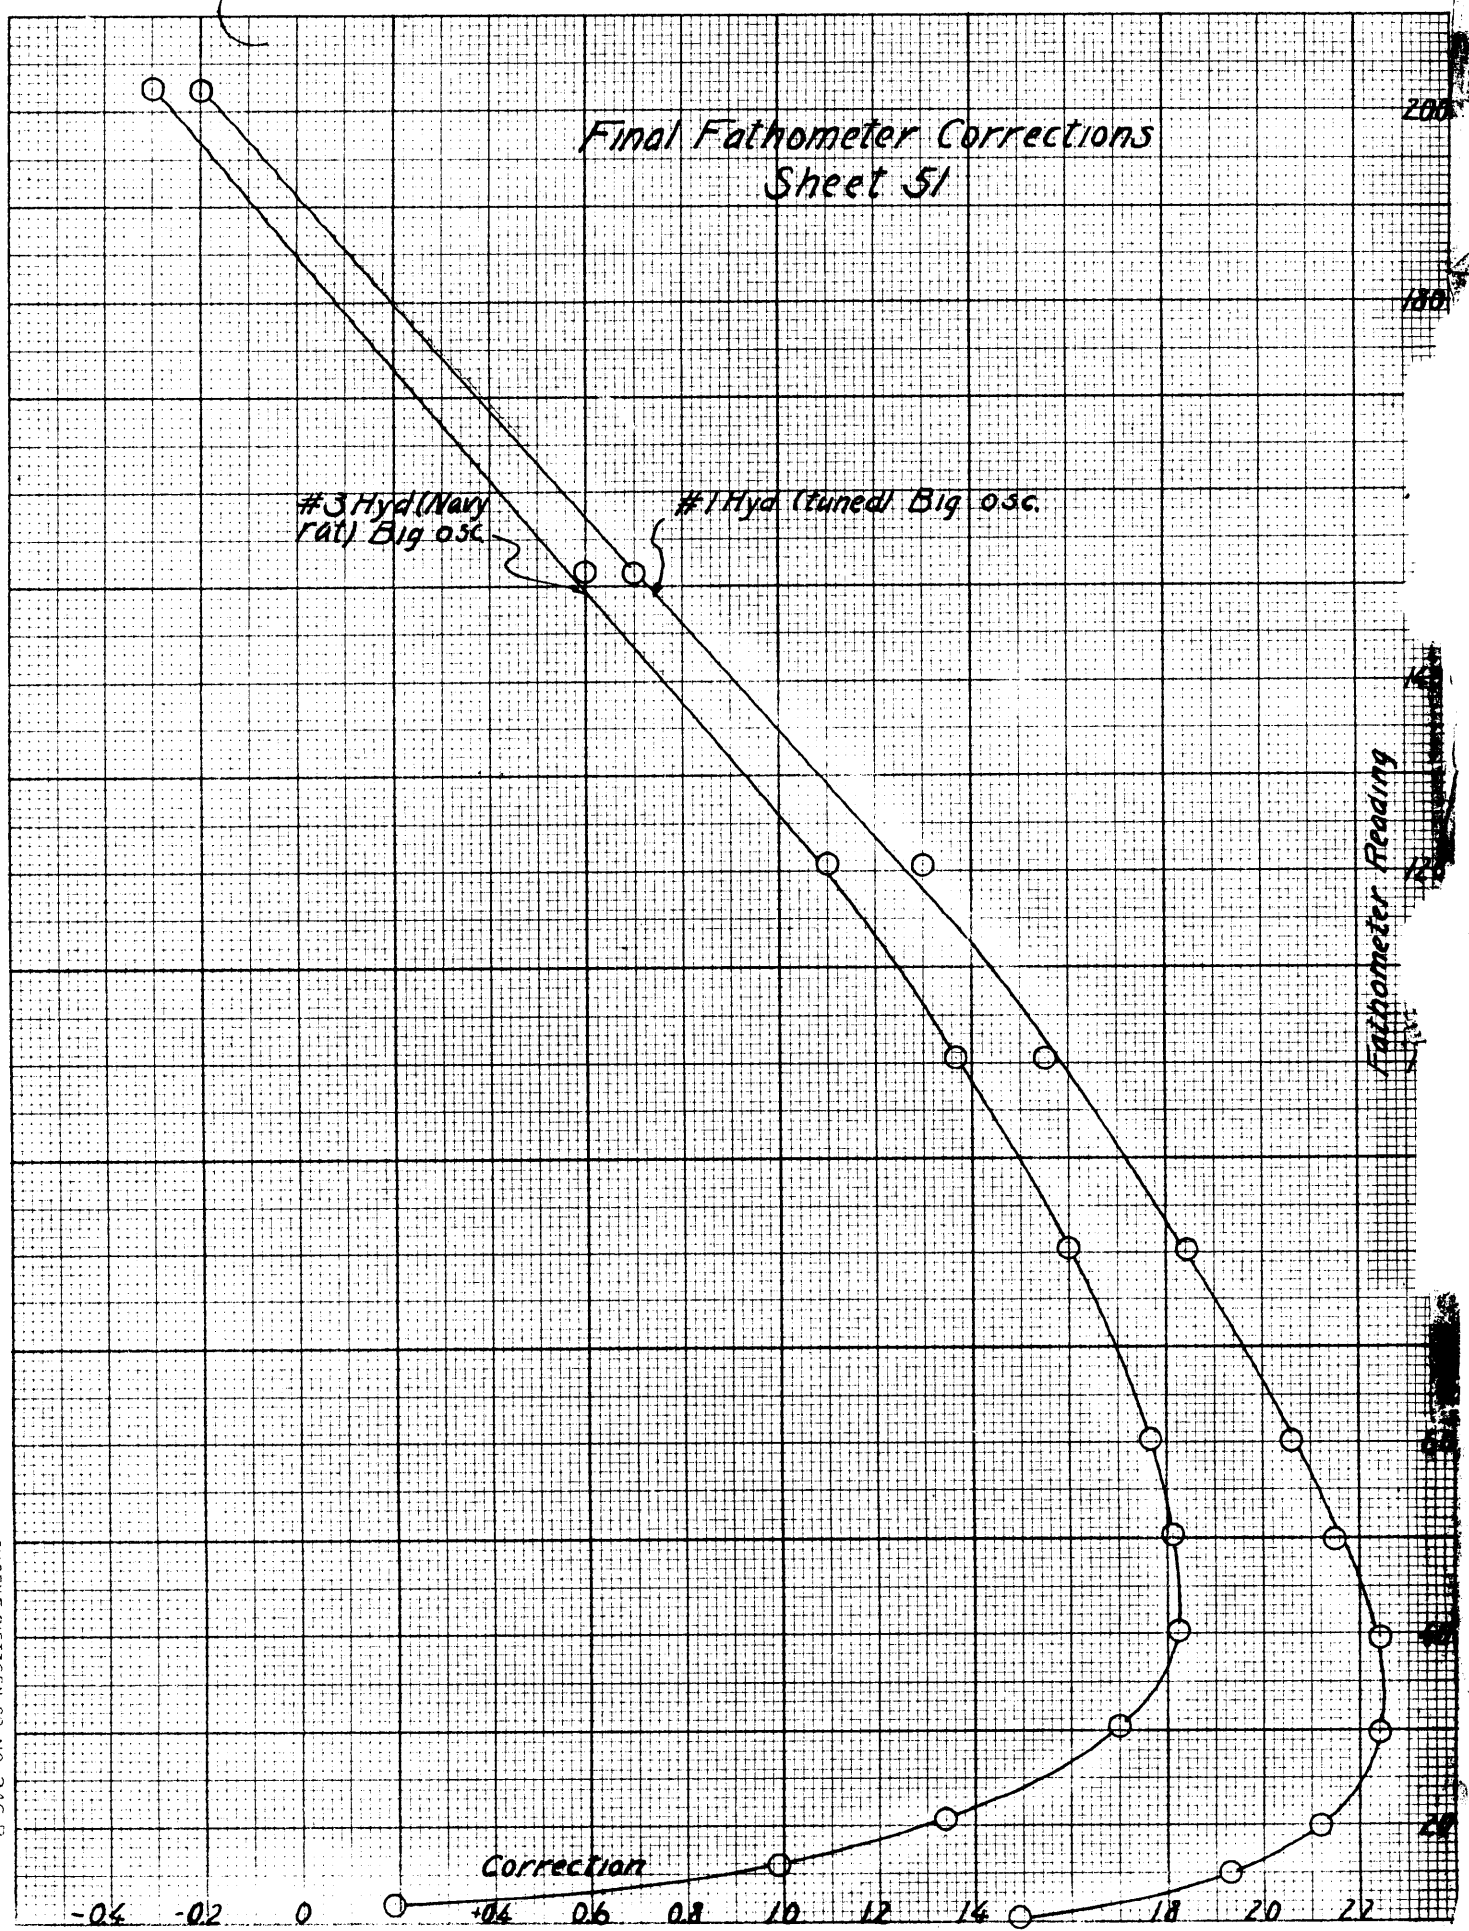 Final Fathometer Corrections
Sheet 51
200
180
#3 Hyd (Navy
rat) Big osc.
#1 Hyd (tuned) Big osc.
Fathometer Reading
60
40
20
Correction
-0.4 -0.2 0 +0.4 0.6 0.8 1.0 1.2 1.4 1.8 2.0 2.2